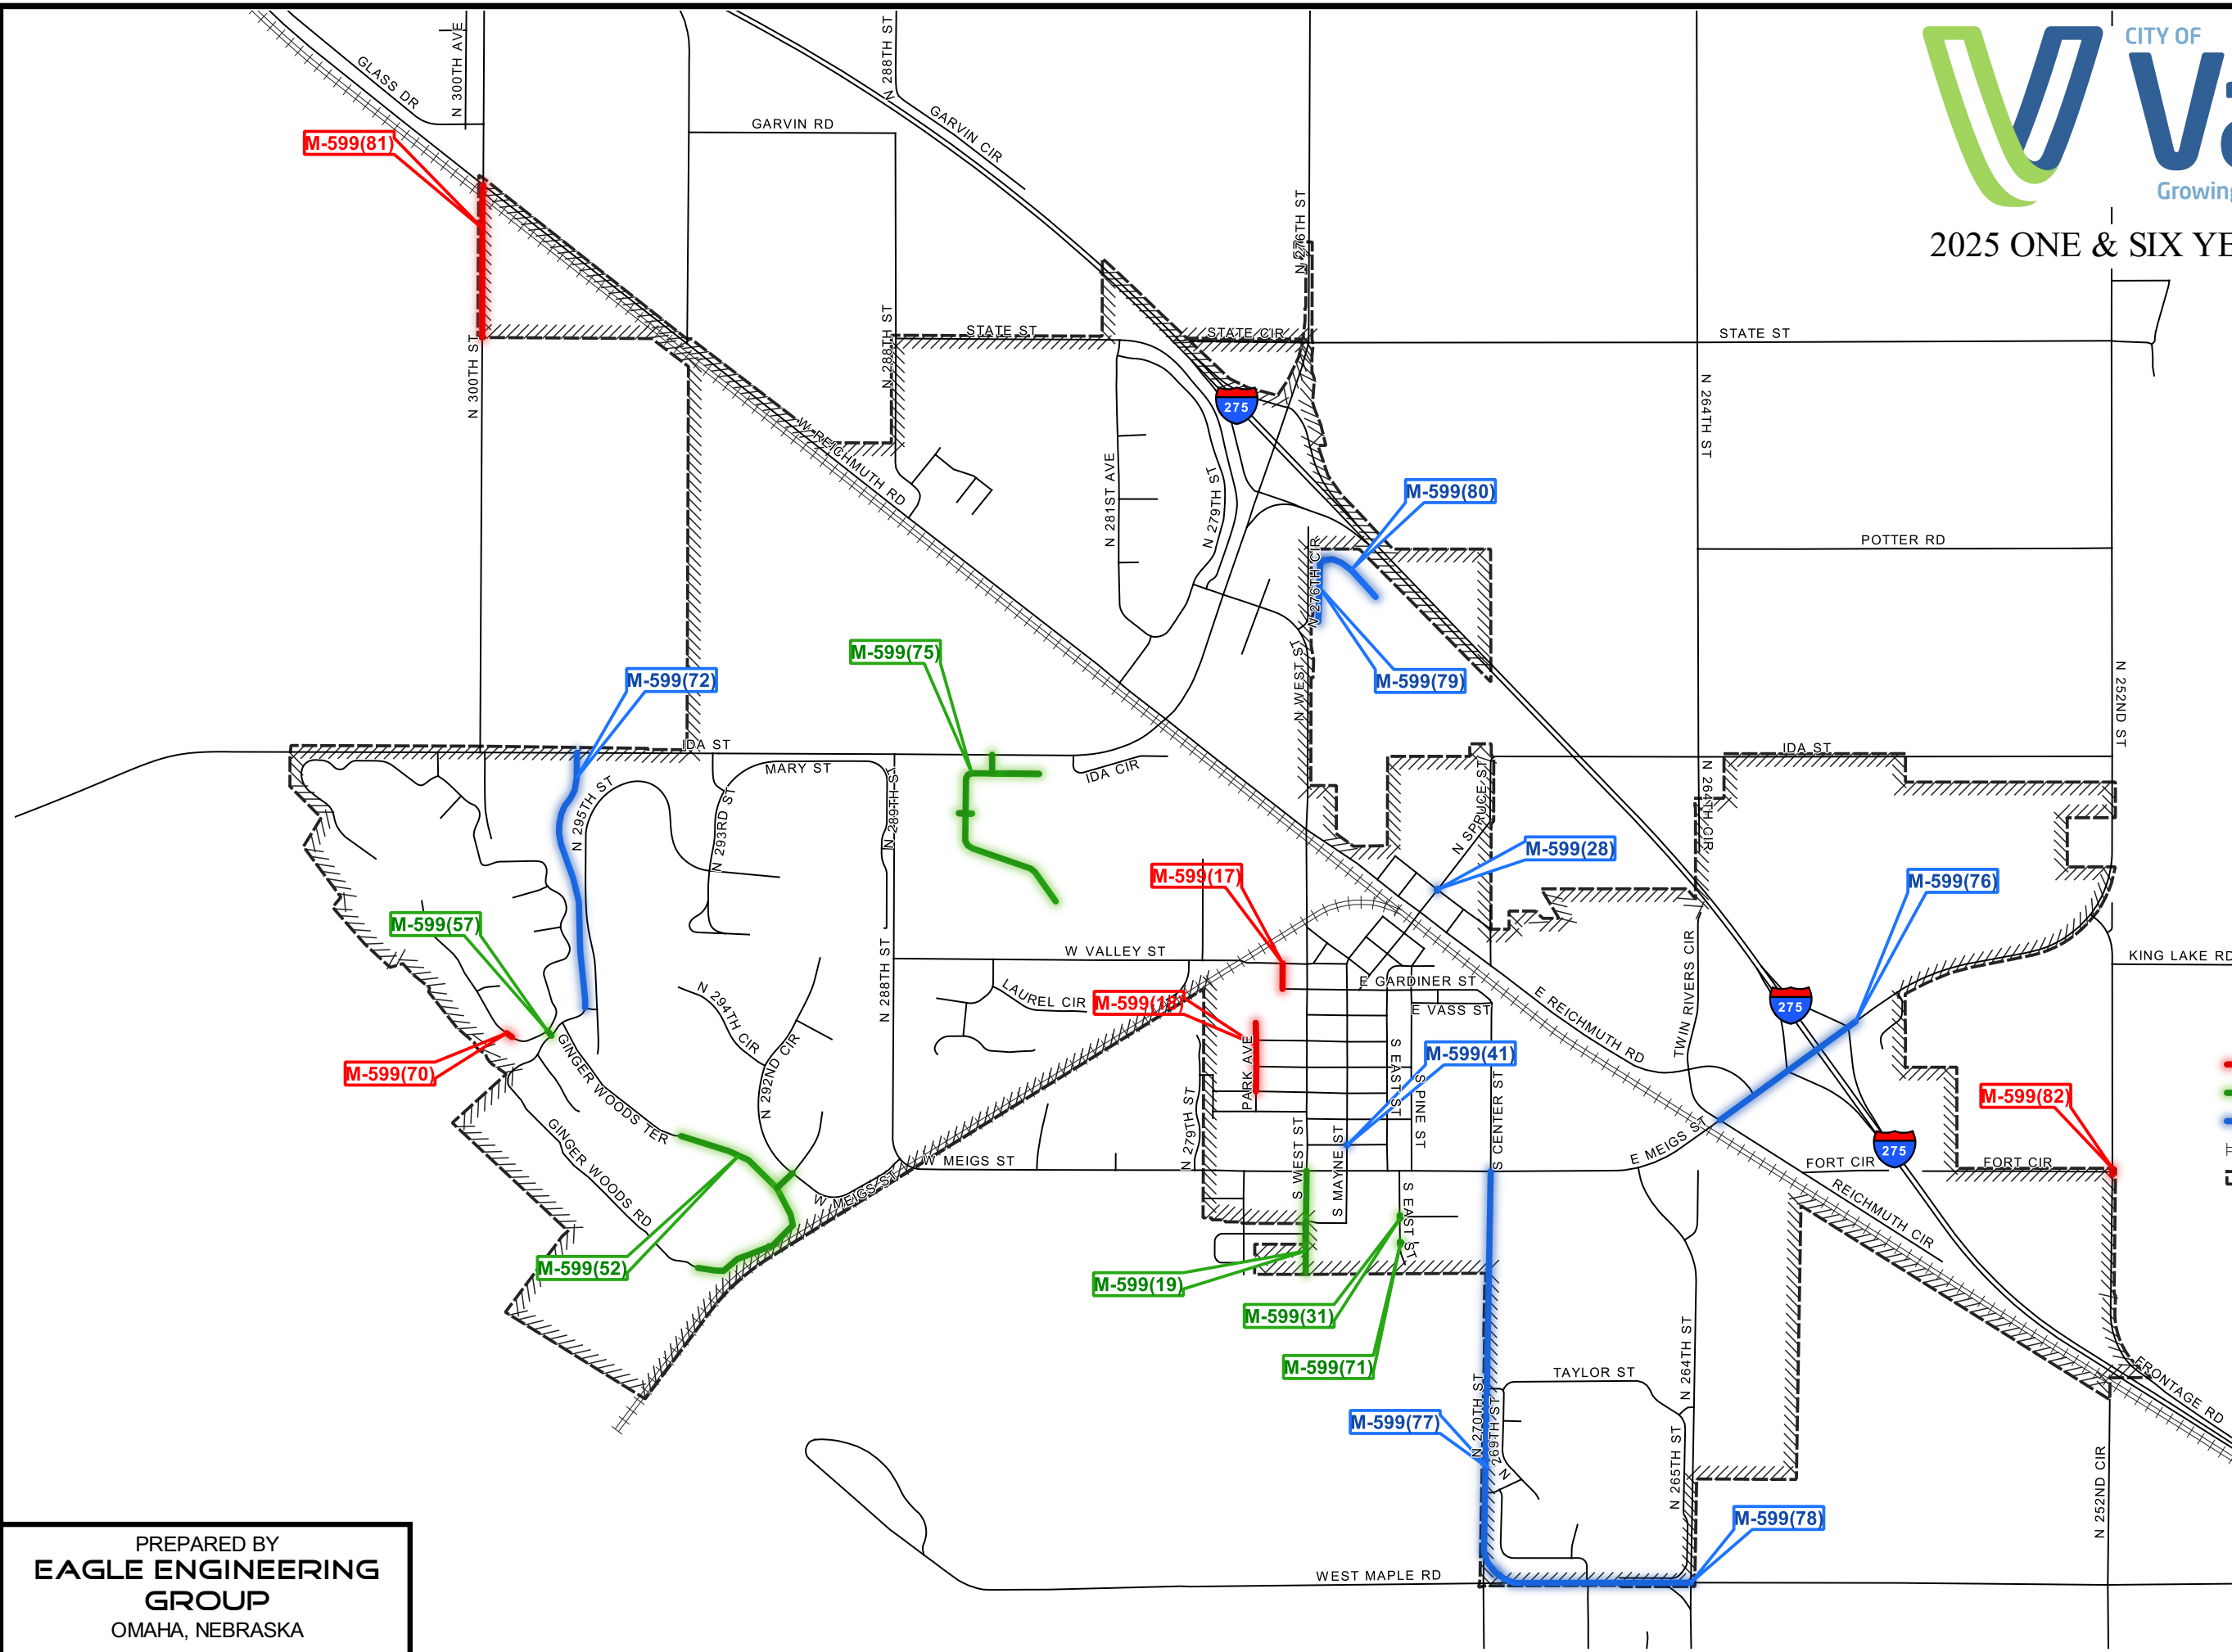 CITY OF
Va
Growing
2025 ONE & SIX YE
GLASS DR
N 300TH AVE
N 288TH ST
GARVIN CIR
GARVIN RD
M-599(81)
N 276TH ST
N 300TH ST
N 288TH ST
STATE ST
STATE CIR
STATE ST
275
N 264TH ST
W REICHMUTH RD
N 281ST AVE
N 279TH ST
M-599(80)
N 276TH CIR
POTTER RD
M-599(79)
N WEST ST
M-599(75)
M-599(72)
N 252ND ST
IDA ST
MARY ST
IDA CIR
IDA ST
N 295TH ST
N 293RD ST
N 289TH ST
N SPRUCE ST
N 264TH CIR
M-599(28)
M-599(17)
M-599(76)
M-599(57)
W VALLEY ST
KING LAKE RD
N 294TH CIR
LAUREL CIR
N 288TH ST
E GARDINER ST
E VASS ST
M-599(18)
E REICHMUTH RD
TWIN RIVERS CIR
275
M-599(70)
GINGER WOODS TER
N 292ND CIR
PARK AVE
S EAST ST
S PINE ST
M-599(41)
S CENTER ST
M-599(82)
GINGER WOODS RD
N 279TH ST
S WEST ST
S MAYNE ST
E MEIGS ST
275
W MEIGS ST
W MEIGS ST
FORT CIR
FORT CIR
S EAST ST
REICHMUTH CIR
M-599(52)
M-599(19)
M-599(31)
M-599(71)
TAYLOR ST
N 264TH ST
FRONTAGE RD
M-599(77)
N 270TH ST
N 269TH ST
N 265TH ST
N 252ND CIR
M-599(78)
WEST MAPLE RD
PREPARED BY
EAGLE ENGINEERING
GROUP
OMAHA, NEBRASKA